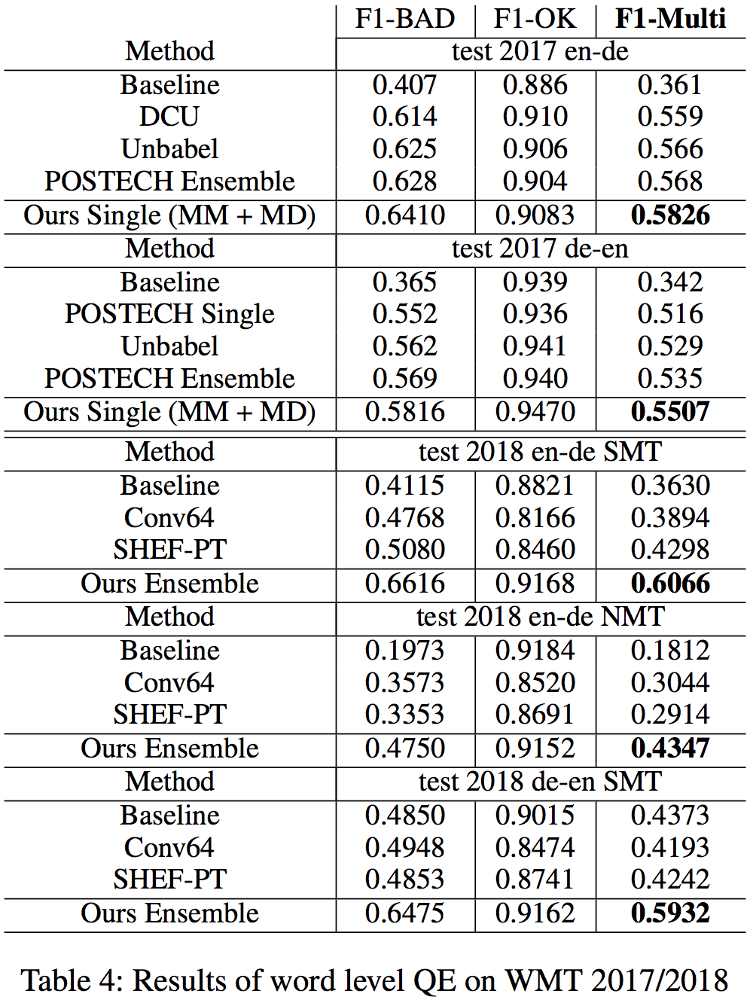 F1-BAD F1-OK F1-Multi
Method test 2017 en-de
Baseline 0.407 0.886 0.361
DCU 0.614 0.910 0.559
Unbabel 0.625 0.906 0.566
POSTECH Ensemble 0.628 0.904 0.568
Ours Single (MM + MD) 0.6410 0.9083 0.5826
Method test 2017 de-en
Baseline 0.365 0.939 0.342
POSTECH Single 0.552 0.936 0.516
Unbabel 0.562 0.941 0.529
POSTECH Ensemble 0.569 0.940 0.535
Ours Single (MM + MD) 0.5816 0.9470 0.5507
Method test 2018 en-de SMT
Baseline 0.4115 0.8821 0.3630
Conv64 0.4768 0.8166 0.3894
SHEF-PT 0.5080 0.8460 0.4298
Ours Ensemble 0.6616 0.9168 0.6066
Method test 2018 en-de NMT
Baseline 0.1973 0.9184 0.1812
Conv64 0.3573 0.8520 0.3044
SHEF-PT 0.3353 0.8691 0.2914
Ours Ensemble 0.4750 0.9152 0.4347
Method test 2018 de-en SMT
Baseline 0.4850 0.9015 0.4373
Conv64 0.4948 0.8474 0.4193
SHEF-PT 0.4853 0.8741 0.4242
Ours Ensemble 0.6475 0.9162 0.5932
Table 4: Results of word level QE on WMT 2017/2018